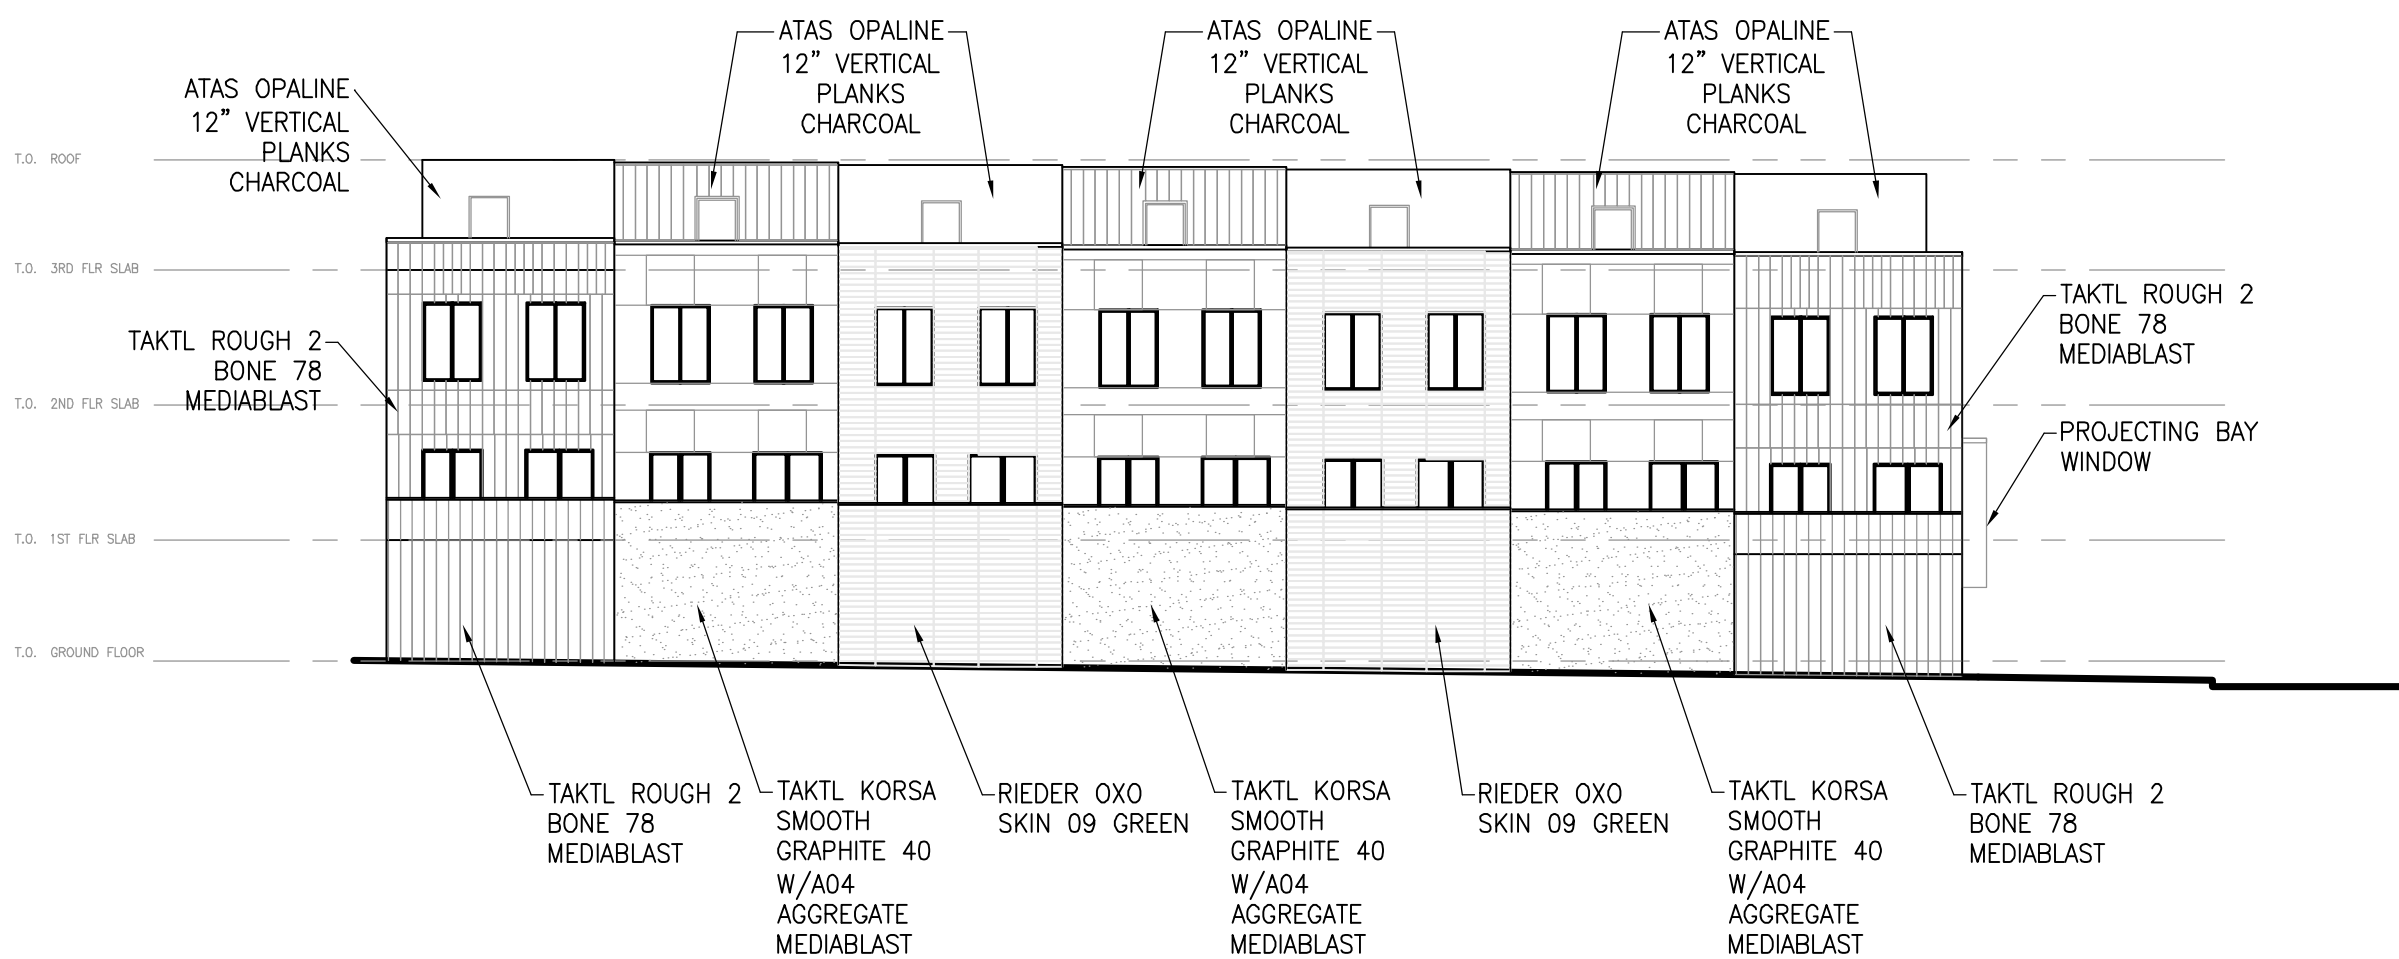 ATAS OPALINE
12" VERTICAL
PLANKS
CHARCOAL
ATAS OPALINE
12" VERTICAL
PLANKS
CHARCOAL
ATAS OPALINE
12" VERTICAL
PLANKS
CHARCOAL
ATAS OPALINE
12" VERTICAL
PLANKS
CHARCOAL
T.O. ROOF
T.O. 3RD FLR SLAB
T.O. 2ND FLR SLAB
T.O. 1ST FLR SLAB
T.O. GROUND FLOOR
TAKTL ROUGH 2
BONE 78
MEDIABLAST
TAKTL ROUGH 2
BONE 78
MEDIABLAST
PROJECTING BAY
WINDOW
TAKTL ROUGH 2
BONE 78
MEDIABLAST
TAKTL KORSA
SMOOTH
GRAPHITE 40
W/A04
AGGREGATE
MEDIABLAST
RIEDER OXO
SKIN 09 GREEN
TAKTL KORSA
SMOOTH
GRAPHITE 40
W/A04
AGGREGATE
MEDIABLAST
RIEDER OXO
SKIN 09 GREEN
TAKTL KORSA
SMOOTH
GRAPHITE 40
W/A04
AGGREGATE
MEDIABLAST
TAKTL ROUGH 2
BONE 78
MEDIABLAST